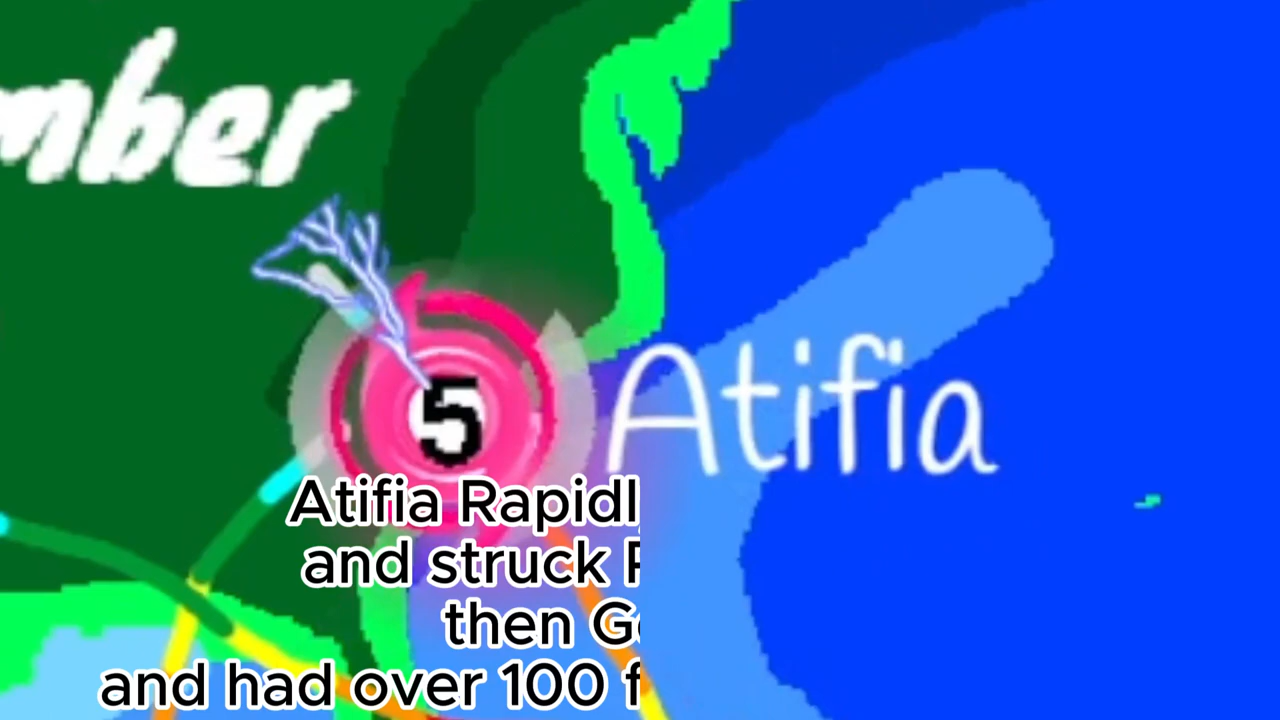 mber
5
Atifia
Atifia Rapidl
and struck
then G
and had over 100 f